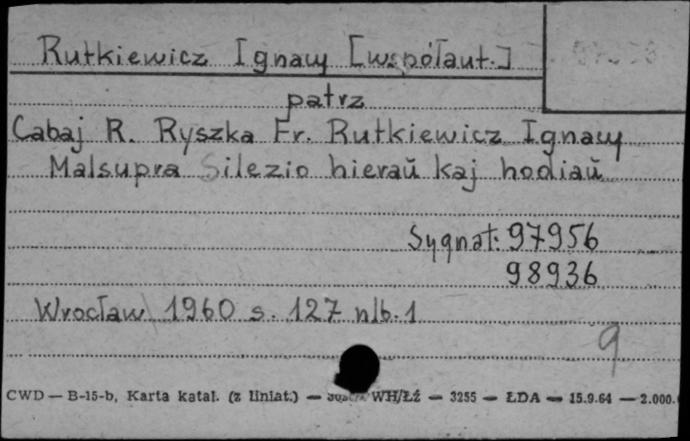 Rutkiewicz Ignacy [współaut.]
patrz
Cabaj R. Ryszka Fr. Rutkiewicz Ignacy
Malsupra Silezio hieraŭ kaj hodiaŭ
Sygnat: 97956
98936
Wrocław 1960 s. 127 nlb. 1
9
CWD — B-15-b, Karta katal. (z liniat.) — WH/Łż — 3255 — ŁDA — 15.9.64 — 2.000.